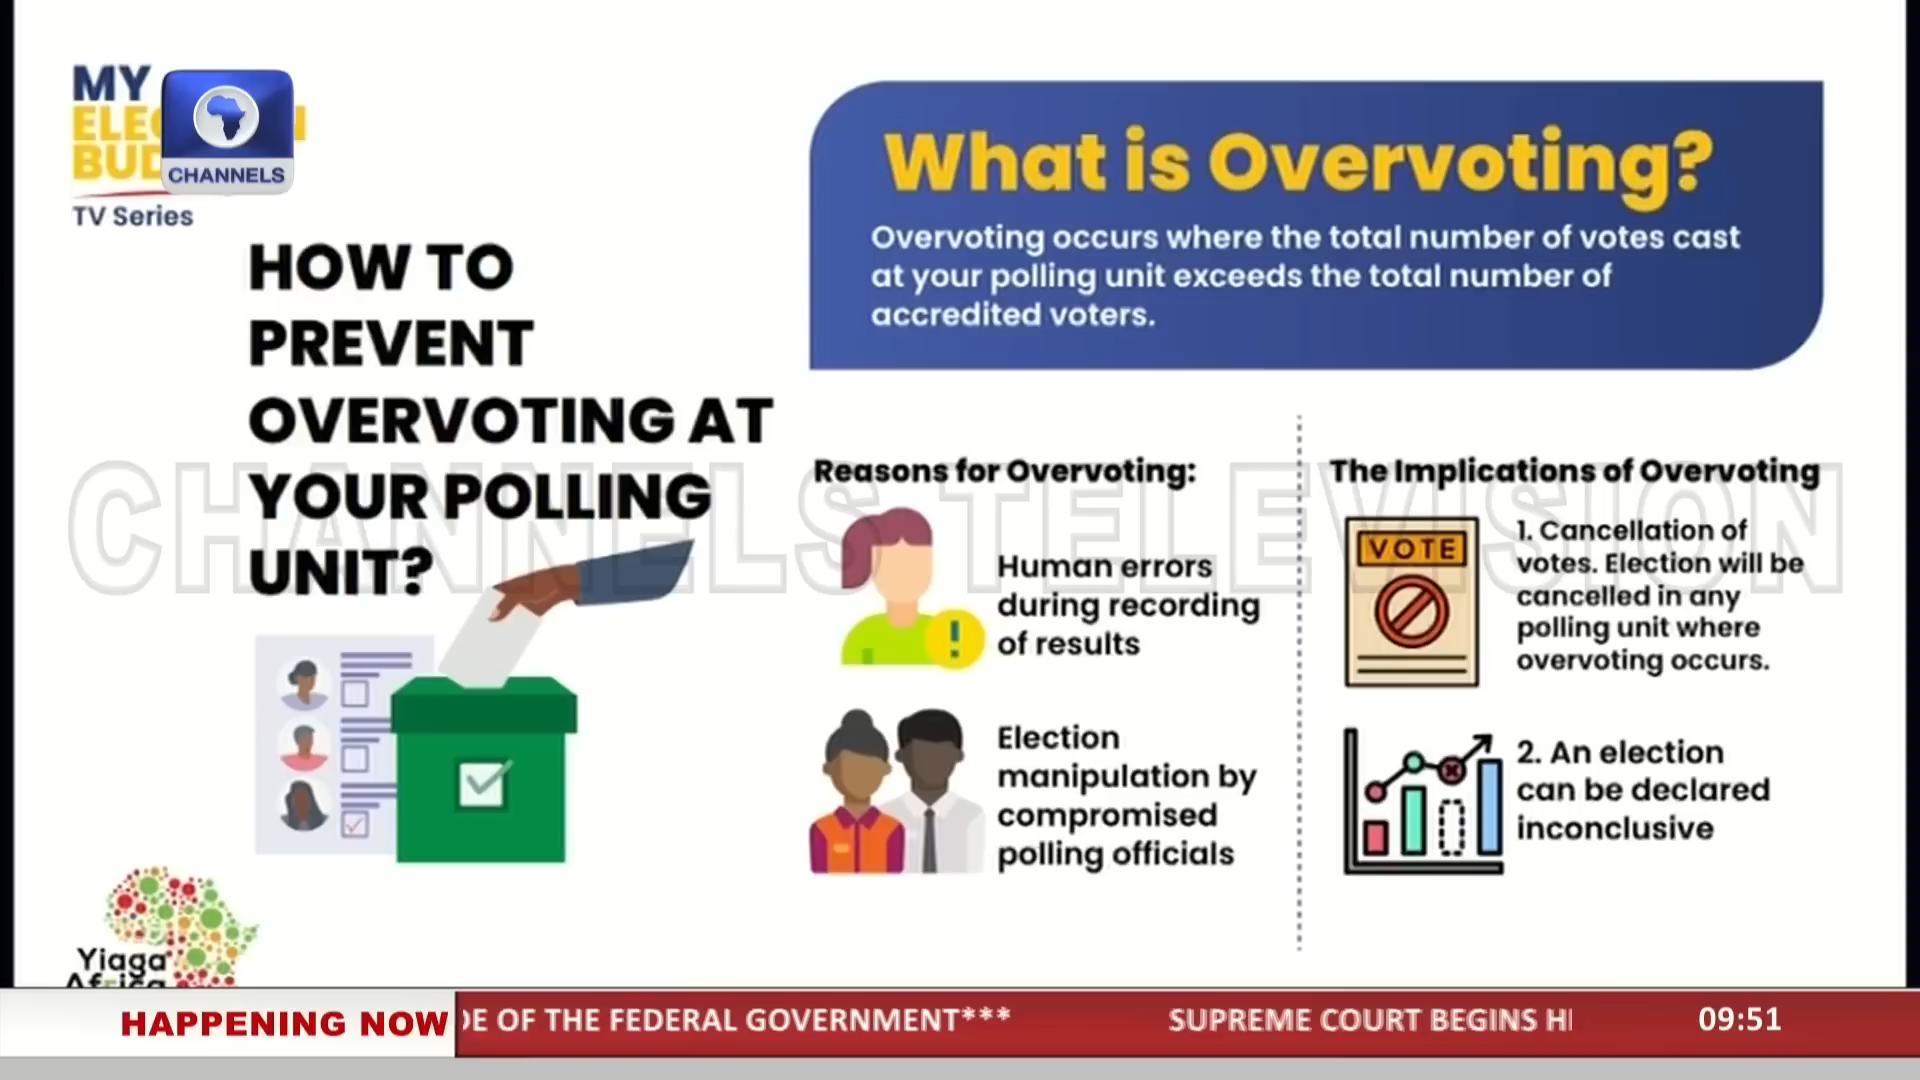 MY
CHANNELS
TV Series
HOW TO
PREVENT
OVERVOTING AT
YOUR POLLING
UNIT?
What is Overvoting?
Overvoting occurs where the total number of votes cast
at your polling unit exceeds the total number of
accredited voters.
Reasons for Overvoting:
Human errors
during recording
of results
Election
manipulation by
compromised
polling officials
The Implications of Overvoting
VOTE
1. Cancellation of
votes. Election will be
cancelled in any
polling unit where
overvoting occurs.
2. An election
can be declared
inconclusive
CHANNELS TELEVISION
Yiaga
Africa
HAPPENING NOW
OF THE FEDERAL GOVERNMENT***
SUPREME COURT BEGINS
09:51